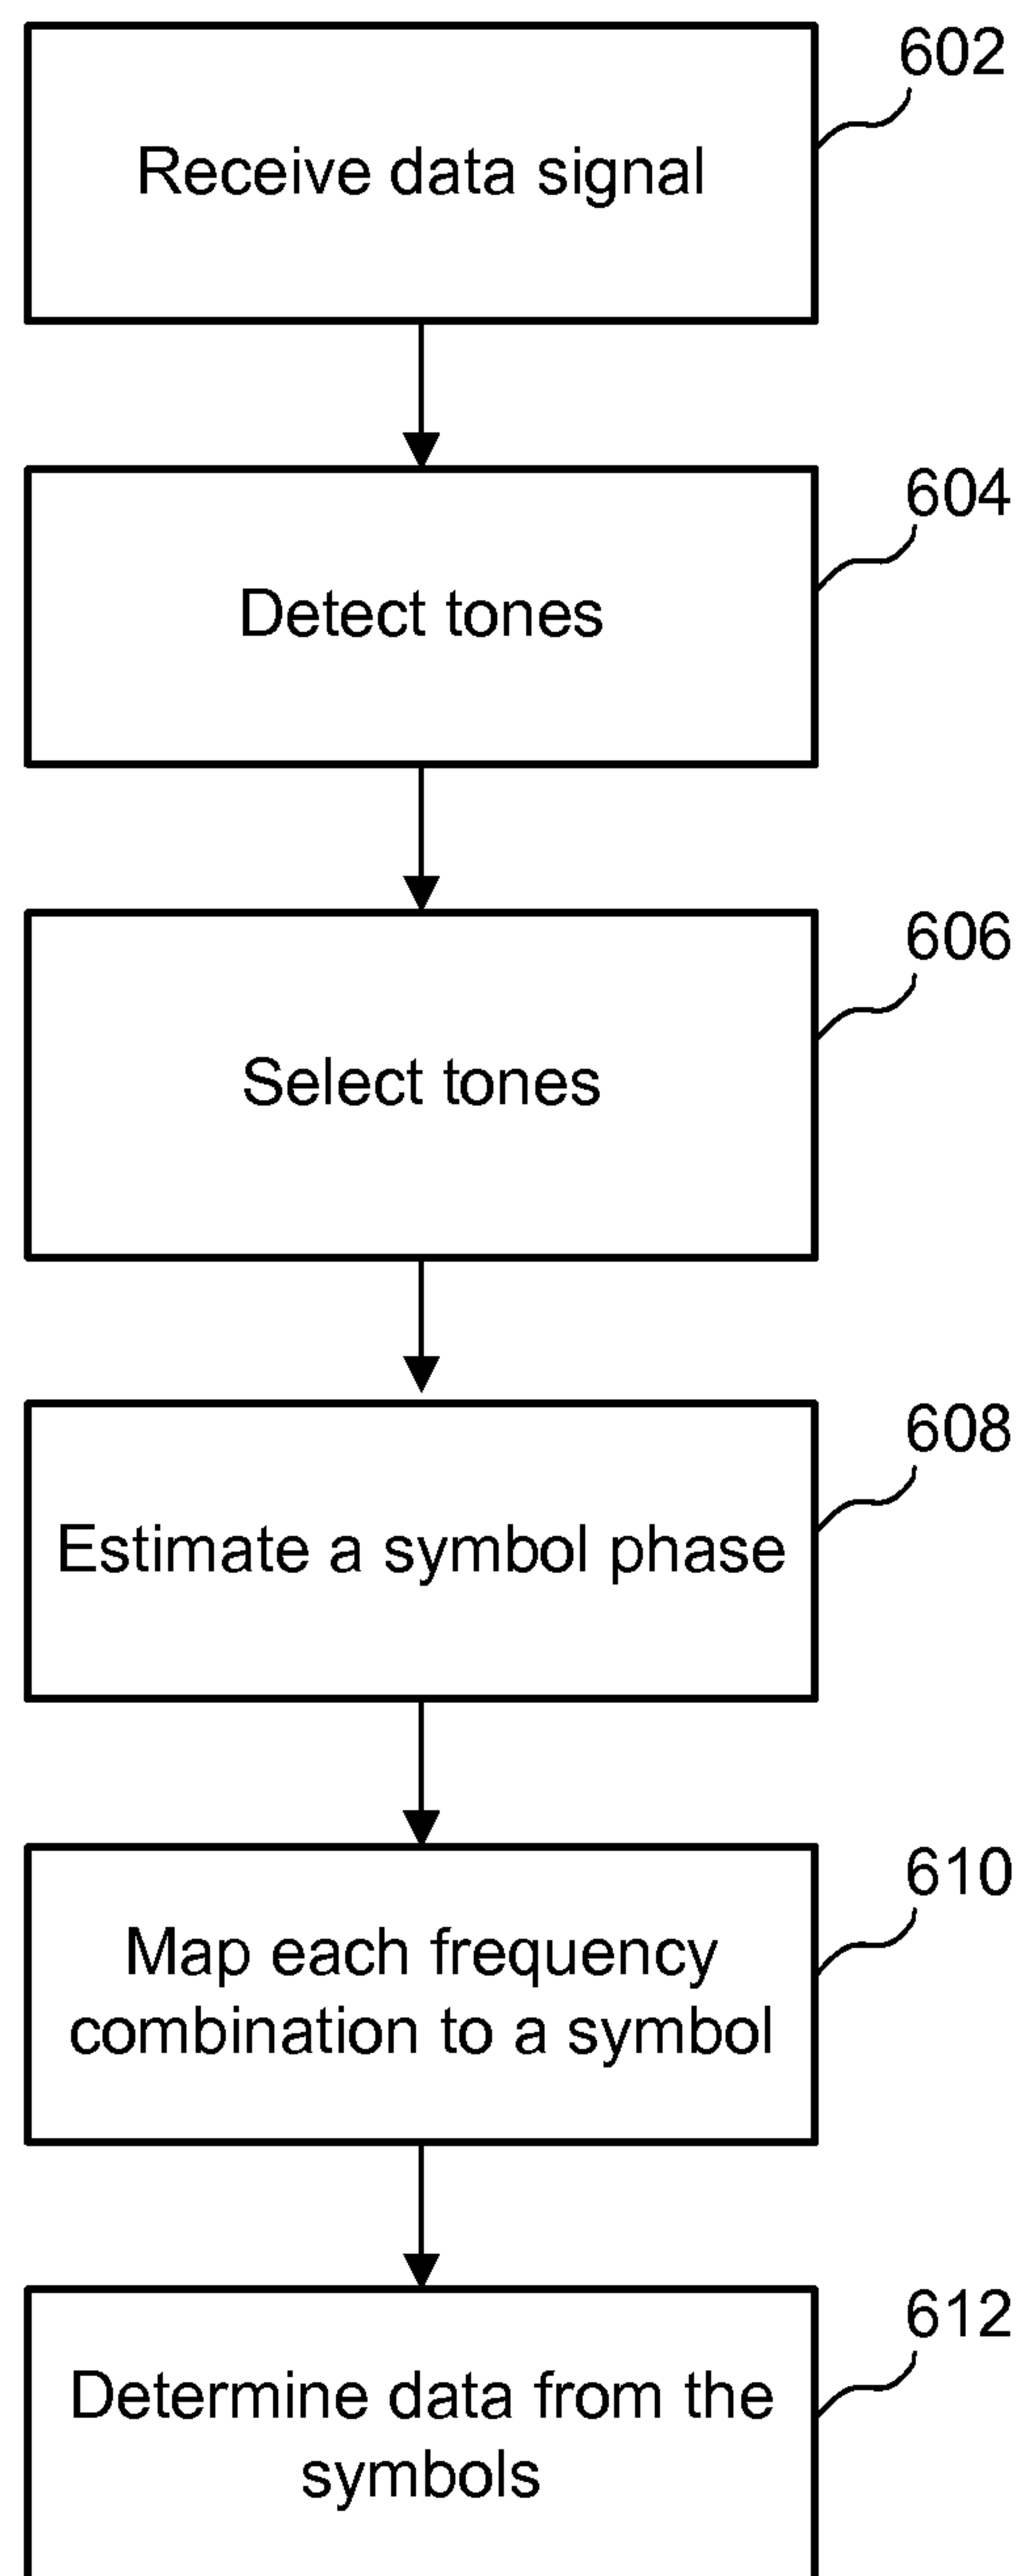 602
Receive data signal
604
Detect tones
606
Select tones
608
Estimate a symbol phase
610
Map each frequency
combination to a symbol
612
Determine data from the
symbols